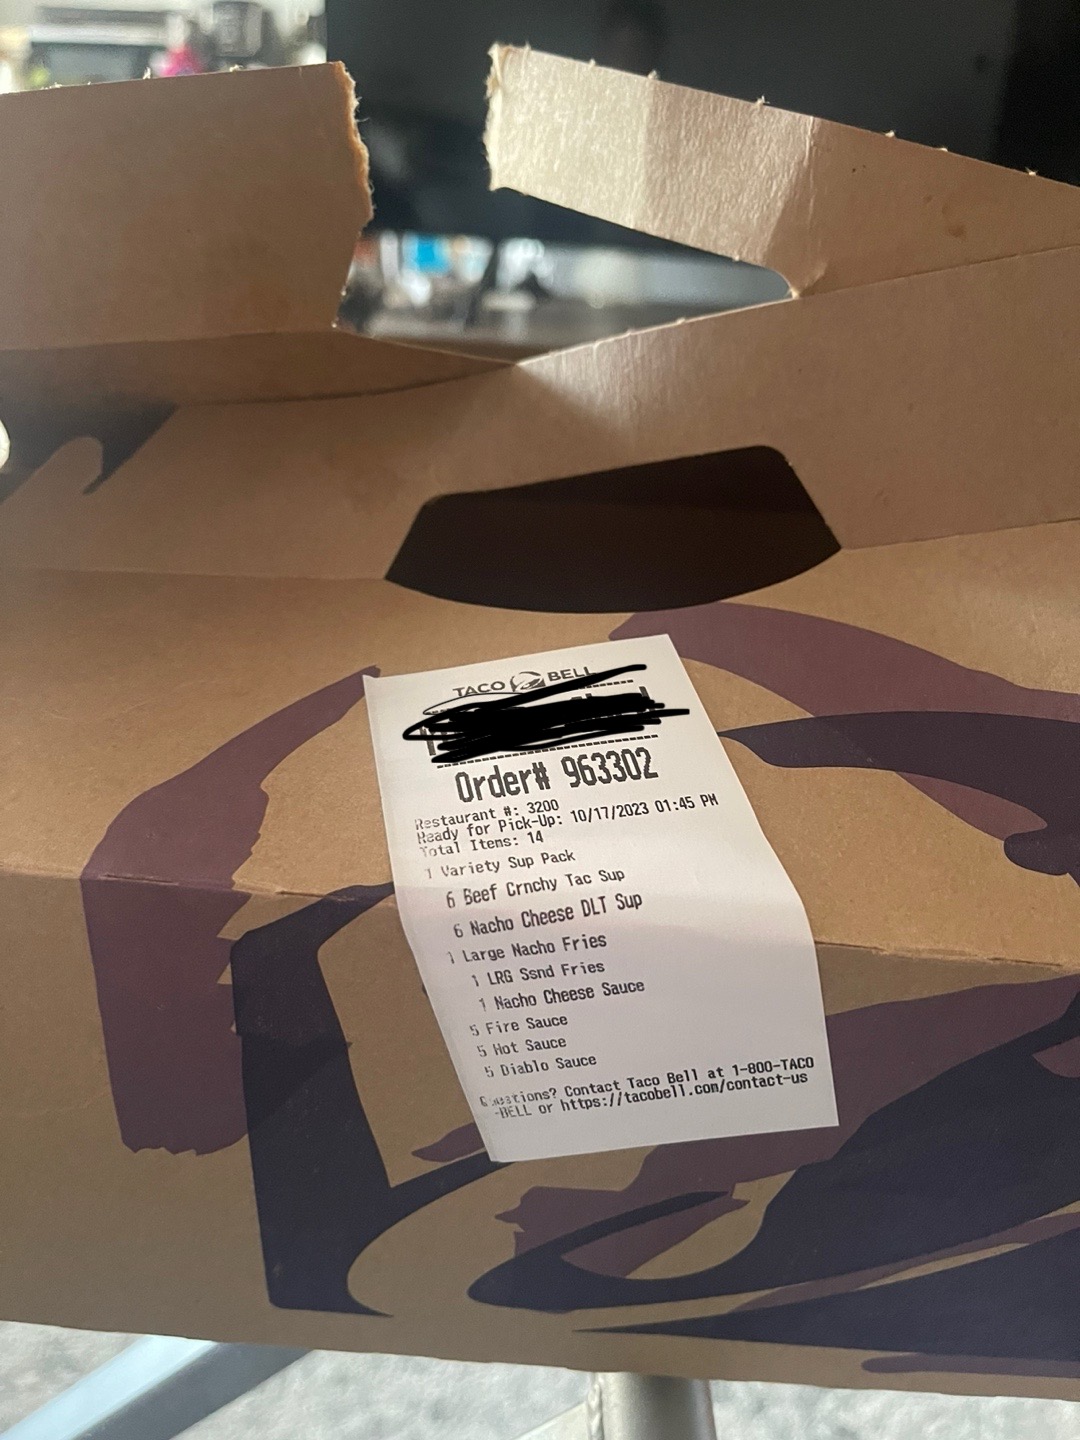 TACO BELL
Order# 963302
Restaurant #: 3200
Ready for Pick-Up: 10/17/2023 01:45 PM
Total Items: 14
1 Variety Sup Pack
6 Beef Crnchy Tac Sup
6 Nacho Cheese DLT Sup
1 Large Nacho Fries
1 LRG Ssnd Fries
1 Nacho Cheese Sauce
5 Fire Sauce
5 Hot Sauce
5 Diablo Sauce
Questions? Contact Taco Bell at 1-800-TACO
-BELL or https://tacobell.com/contact-us